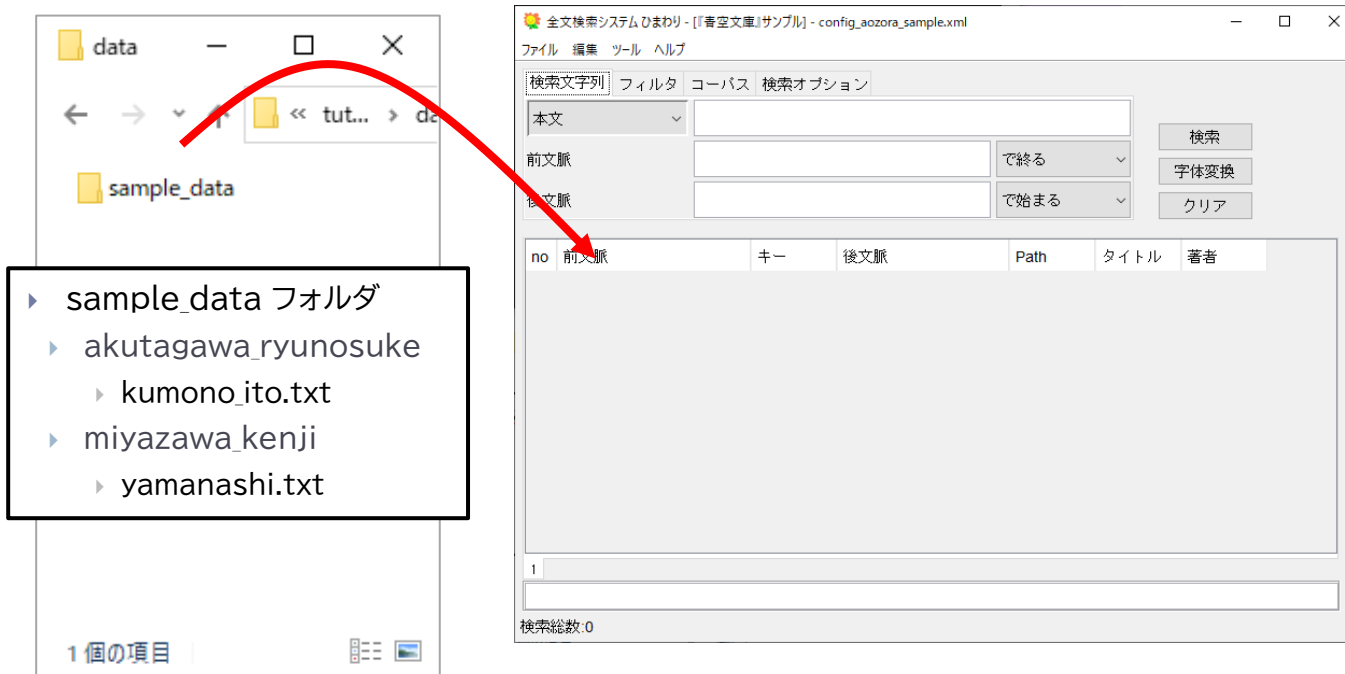 data
« tut... › da
sample_data
sample_data フォルダ
akutagawa_ryunosuke
kumono_ito.txt
miyazawa_kenji
yamanashi.txt
1 個の項目
全文検索システム ひまわり - [『青空文庫』サンプル] - config_aozora_sample.xml
ファイル 編集 ツール ヘルプ
検索文字列 フィルタ コーパス 検索オプション
本文
検索
前文脈 で終る
字体変換
後文脈 で始まる
クリア
no 前文脈 キー 後文脈 Path タイトル 著者
1
検索総数:0